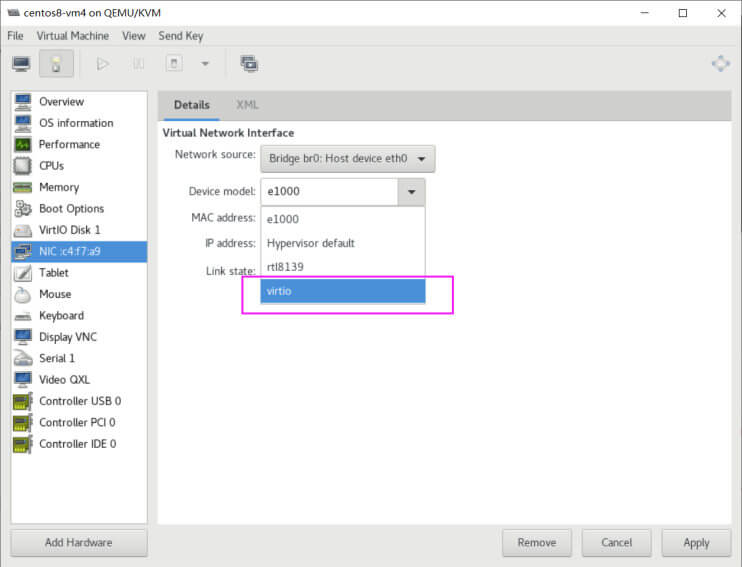 centos8-vm4 on QEMU/KVM
File Virtual Machine View Send Key
Overview
OS information
Performance
CPUs
Memory
Boot Options
VirtIO Disk 1
NIC :c4:f7:a9
Tablet
Mouse
Keyboard
Display VNC
Serial 1
Video QXL
Controller USB 0
Controller PCI 0
Controller IDE 0
Add Hardware
Details XML
Virtual Network Interface
Network source: Bridge br0: Host device eth0
Device model: e1000
MAC address:
IP address:
Link state:
e1000
Hypervisor default
rtl8139
virtio
Remove Cancel Apply